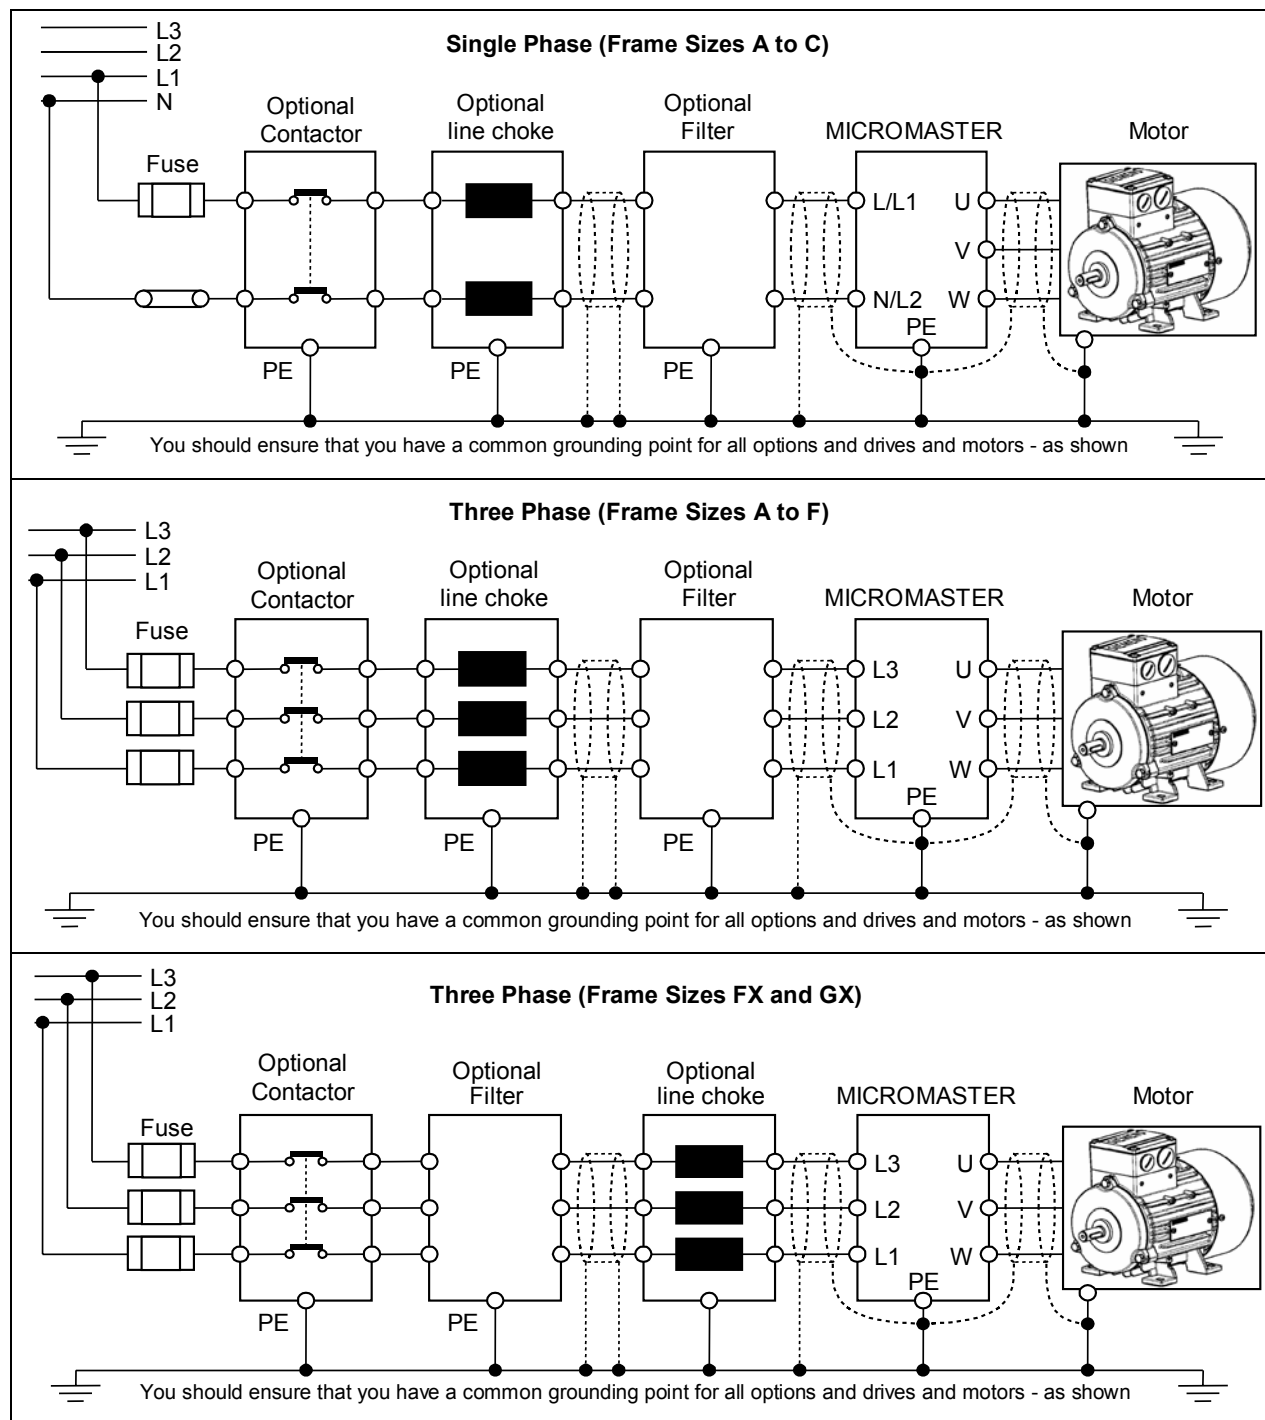 L3
Single Phase (Frame Sizes A to C)
L2
L1
N
Optional
Contactor
Optional
line choke
Optional
Filter
MICROMASTER
Motor
Fuse
L/L1
U
V
N/L2
W
PE
PE
PE
PE
You should ensure that you have a common grounding point for all options and drives and motors - as shown
Three Phase (Frame Sizes A to F)
L3
L2
L1
Optional
Contactor
Optional
line choke
Optional
Filter
MICROMASTER
Motor
Fuse
L3
U
L2
V
L1
W
PE
PE
PE
PE
You should ensure that you have a common grounding point for all options and drives and motors - as shown
L3
L2
L1
Three Phase (Frame Sizes FX and GX)
Optional
Contactor
Optional
Filter
Optional
line choke
MICROMASTER
Motor
Fuse
L3
U
L2
V
L1
W
PE
PE
PE
You should ensure that you have a common grounding point for all options and drives and motors - as shown